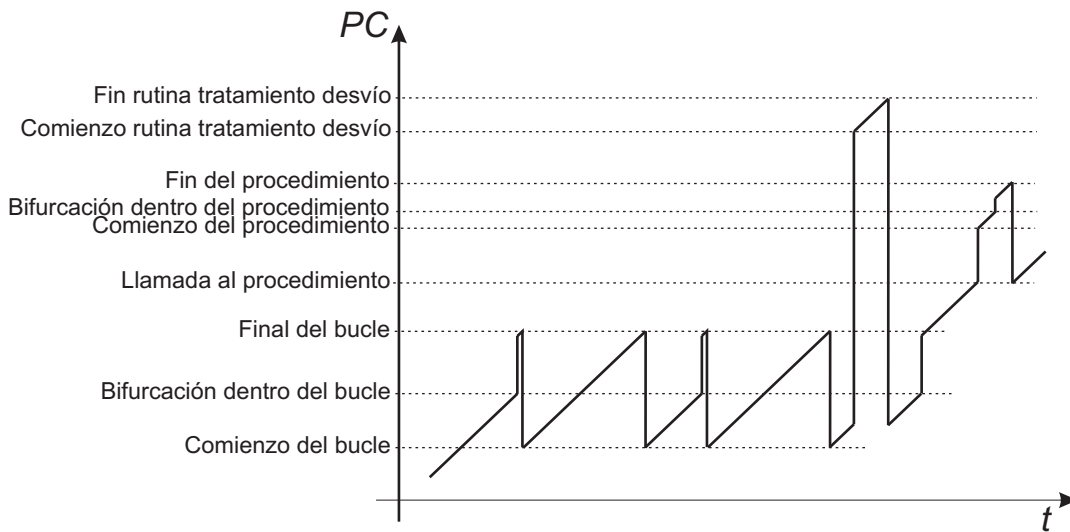 PC
Fin rutina tratamiento desvío
Comienzo rutina tratamiento desvío
Fin del procedimiento
Bifurcación dentro del procedimiento
Comienzo del procedimiento
Llamada al procedimiento
Final del bucle
Bifurcación dentro del bucle
Comienzo del bucle
t